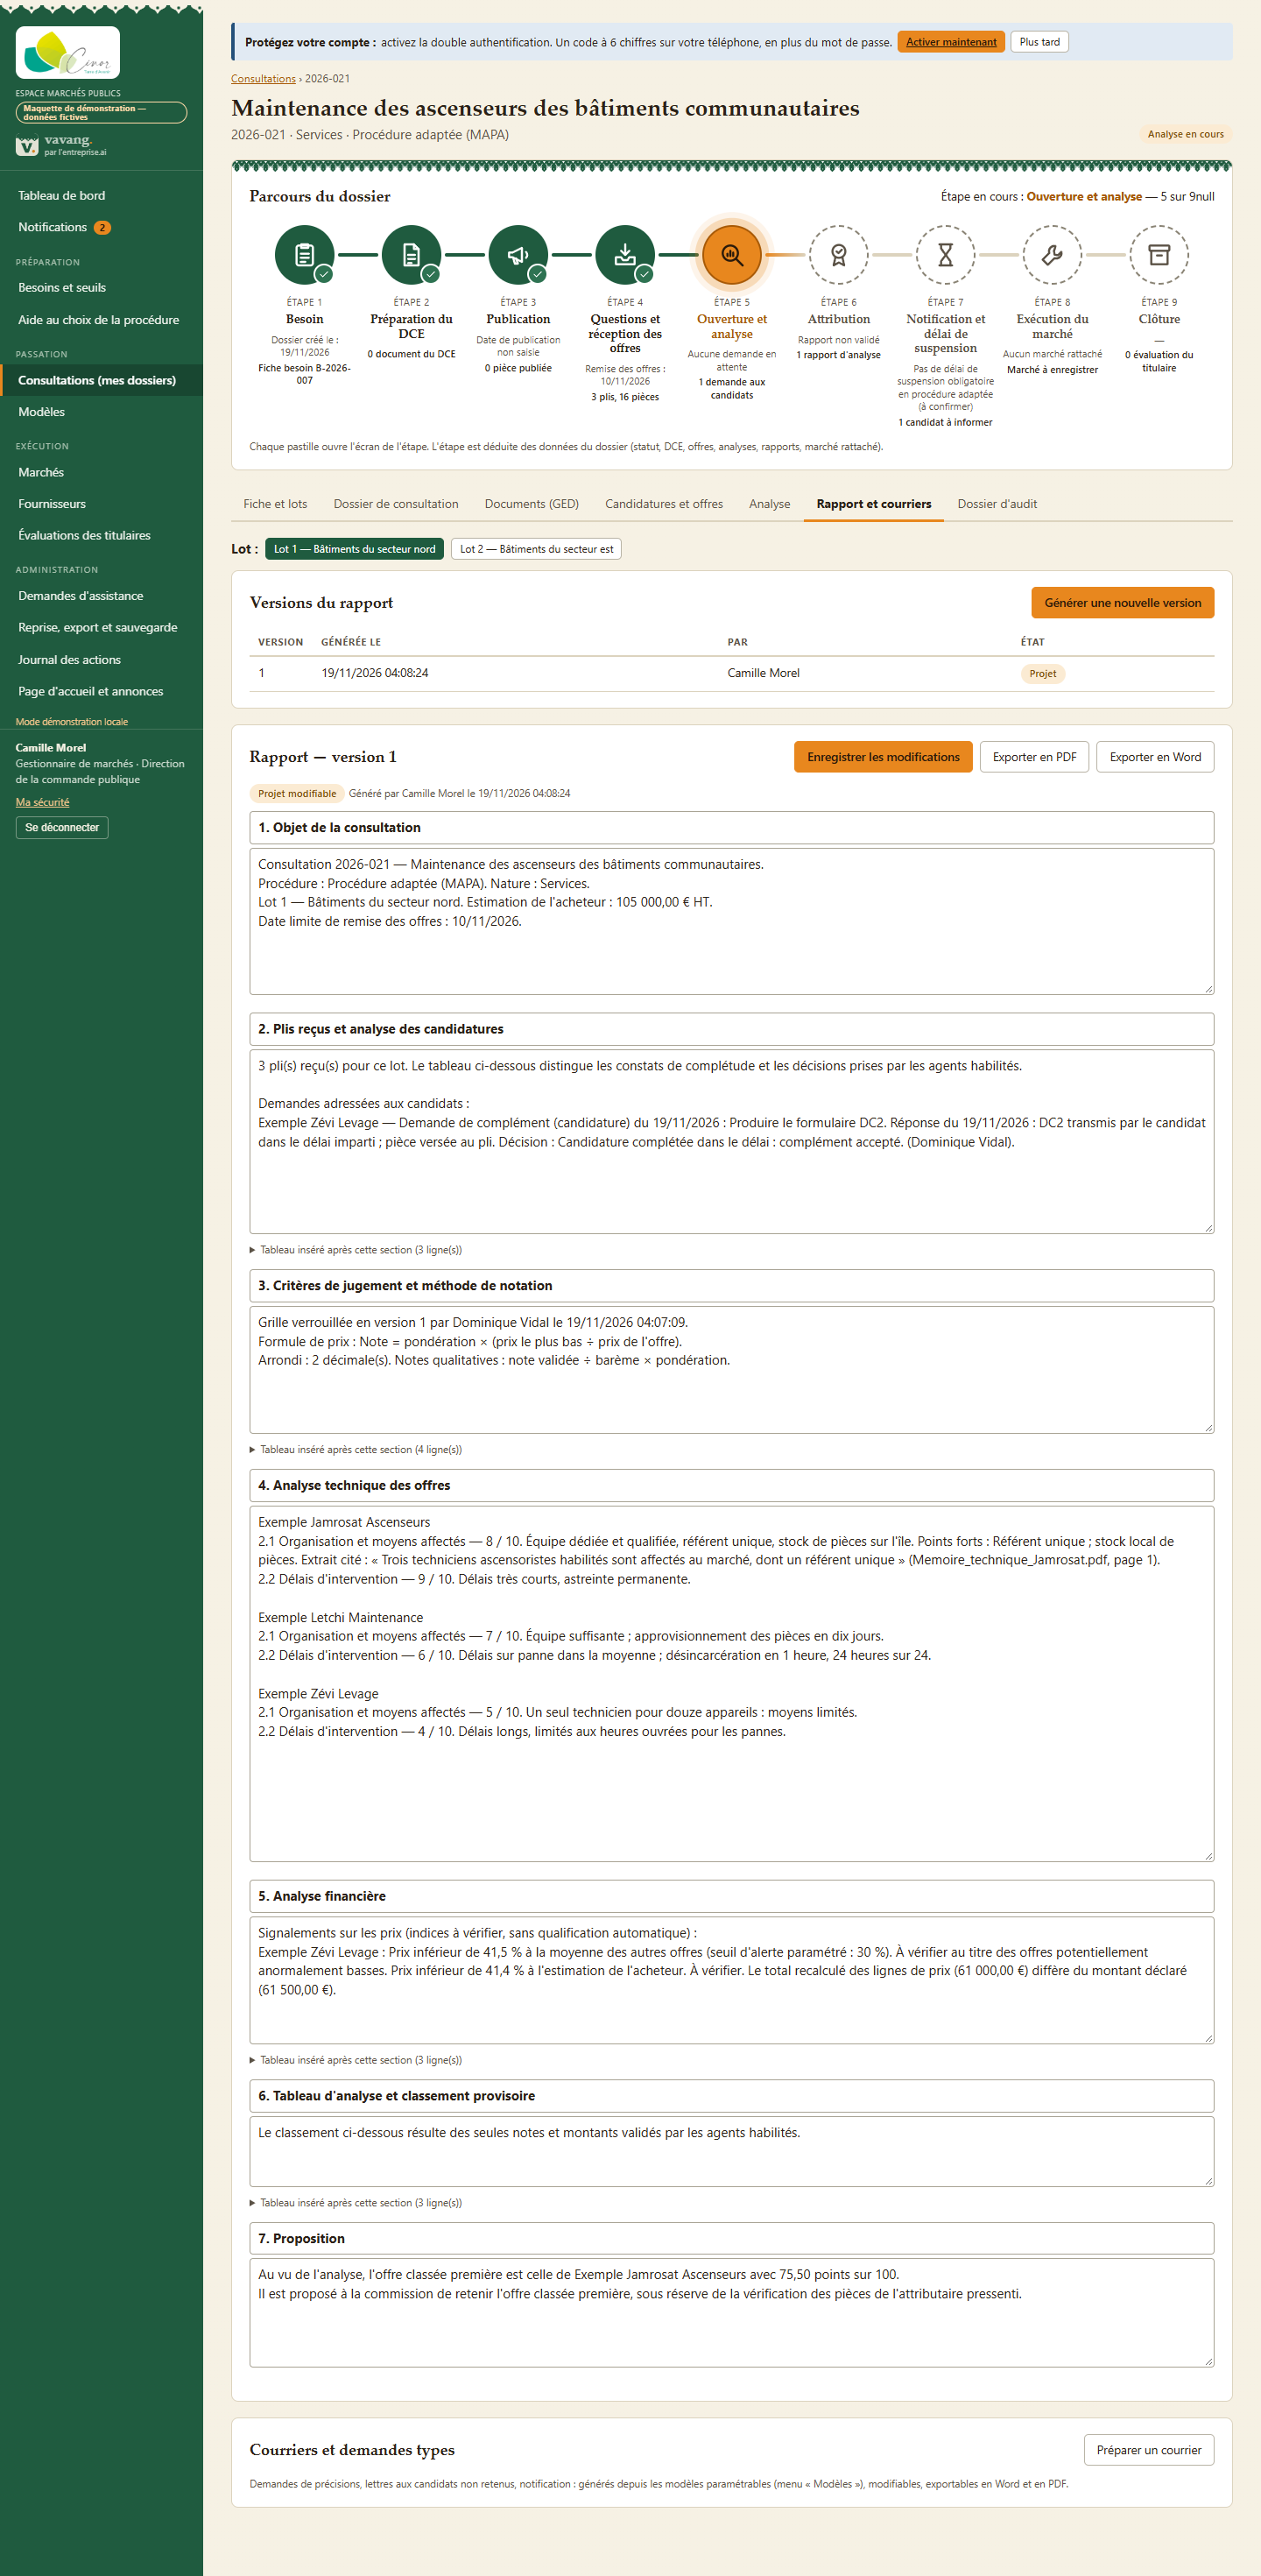 Cinor
ESPACE MARCHÉS PUBLICS
Maquette de démonstration —
données fictives
vavang.
par l'entreprise.ai
Tableau de bord
Notifications 2
PRÉPARATION
Besoins et seuils
Aide au choix de la procédure
PASSATION
Consultations (mes dossiers)
Modèles
EXÉCUTION
Marchés
Fournisseurs
Évaluations des titulaires
ADMINISTRATION
Demandes d'assistance
Reprise, export et sauvegarde
Journal des actions
Page d'accueil et annonces
Mode démonstration locale
Camille Morel
Gestionnaire de marchés · Direction
de la commande publique
Ma sécurité
Se déconnecter
Protégez votre compte : activez la double authentification. Un code à 6 chiffres sur votre téléphone, en plus du mot de passe. Activer maintenant Plus tard
Consultations › 2026-021
Maintenance des ascenseurs des bâtiments communautaires
2026-021 · Services · Procédure adaptée (MAPA)
Analyse en cours
Parcours du dossier
Étape en cours : Ouverture et analyse — 5 sur 9null
ÉTAPE 1
Besoin
Dossier créé le :
19/11/2026
Fiche besoin B-2026-
007
ÉTAPE 2
Préparation du
DCE
0 document du DCE
ÉTAPE 3
Publication
Date de publication
non saisie
0 pièce publiée
ÉTAPE 4
Questions et
réception des
offres
Remise des offres :
10/11/2026
3 plis, 16 pièces
ÉTAPE 5
Ouverture et
analyse
Aucune demande en
attente
1 demande aux
candidats
ÉTAPE 6
Attribution
Rapport non validé
1 rapport d'analyse
ÉTAPE 7
Notification et
délai de
suspension
Pas de délai de
suspension obligatoire
en procédure adaptée
(à confirmer)
1 candidat à informer
ÉTAPE 8
Exécution du
marché
Aucun marché rattaché
Marché à enregistrer
ÉTAPE 9
Clôture
—
0 évaluation du
titulaire
Chaque pastille ouvre l'écran de l'étape. L'étape est déduite des données du dossier (statut, DCE, offres, analyses, rapports, marché rattaché).
Fiche et lots Dossier de consultation Documents (GED) Candidatures et offres Analyse Rapport et courriers Dossier d'audit
Lot : Lot 1 — Bâtiments du secteur nord Lot 2 — Bâtiments du secteur est
Versions du rapport
Générer une nouvelle version
VERSION GÉNÉRÉE LE PAR ÉTAT
1 19/11/2026 04:08:24 Camille Morel Projet
Rapport — version 1
Enregistrer les modifications Exporter en PDF Exporter en Word
Projet modifiable Généré par Camille Morel le 19/11/2026 04:08:24
1. Objet de la consultation
Consultation 2026-021 — Maintenance des ascenseurs des bâtiments communautaires.
Procédure : Procédure adaptée (MAPA). Nature : Services.
Lot 1 — Bâtiments du secteur nord. Estimation de l'acheteur : 105 000,00 € HT.
Date limite de remise des offres : 10/11/2026.
2. Plis reçus et analyse des candidatures
3 pli(s) reçu(s) pour ce lot. Le tableau ci-dessous distingue les constats de complétude et les décisions prises par les agents habilités.
Demandes adressées aux candidats :
Exemple Zévi Levage — Demande de complément (candidature) du 19/11/2026 : Produire le formulaire DC2. Réponse du 19/11/2026 : DC2 transmis par le candidat
dans le délai imparti ; pièce versée au pli. Décision : Candidature complétée dans le délai : complément accepté. (Dominique Vidal).
▶ Tableau inséré après cette section (3 ligne(s))
3. Critères de jugement et méthode de notation
Grille verrouillée en version 1 par Dominique Vidal le 19/11/2026 04:07:09.
Formule de prix : Note = pondération × (prix le plus bas ÷ prix de l'offre).
Arrondi : 2 décimale(s). Notes qualitatives : note validée ÷ barème × pondération.
▶ Tableau inséré après cette section (4 ligne(s))
4. Analyse technique des offres
Exemple Jamrosat Ascenseurs
2.1 Organisation et moyens affectés — 8 / 10. Équipe dédiée et qualifiée, référent unique, stock de pièces sur l'île. Points forts : Référent unique ; stock local de
pièces. Extrait cité : « Trois techniciens ascensoristes habilités sont affectés au marché, dont un référent unique » (Memoire_technique_Jamrosat.pdf, page 1).
2.2 Délais d'intervention — 9 / 10. Délais très courts, astreinte permanente.
Exemple Letchi Maintenance
2.1 Organisation et moyens affectés — 7 / 10. Équipe suffisante ; approvisionnement des pièces en dix jours.
2.2 Délais d'intervention — 6 / 10. Délais sur panne dans la moyenne ; désincarcération en 1 heure, 24 heures sur 24.
Exemple Zévi Levage
2.1 Organisation et moyens affectés — 5 / 10. Un seul technicien pour douze appareils : moyens limités.
2.2 Délais d'intervention — 4 / 10. Délais longs, limités aux heures ouvrées pour les pannes.
5. Analyse financière
Signalements sur les prix (indices à vérifier, sans qualification automatique) :
Exemple Zévi Levage : Prix inférieur de 41,5 % à la moyenne des autres offres (seuil d'alerte paramétré : 30 %). À vérifier au titre des offres potentiellement
anormalement basses. Prix inférieur de 41,4 % à l'estimation de l'acheteur. À vérifier. Le total recalculé des lignes de prix (61 000,00 €) diffère du montant déclaré
(61 500,00 €).
▶ Tableau inséré après cette section (3 ligne(s))
6. Tableau d'analyse et classement provisoire
Le classement ci-dessous résulte des seules notes et montants validés par les agents habilités.
▶ Tableau inséré après cette section (3 ligne(s))
7. Proposition
Au vu de l'analyse, l'offre classée première est celle de Exemple Jamrosat Ascenseurs avec 75,50 points sur 100.
Il est proposé à la commission de retenir l'offre classée première, sous réserve de la vérification des pièces de l'attributaire pressenti.
Courriers et demandes types
Préparer un courrier
Demandes de précisions, lettres aux candidats non retenus, notification : générés depuis les modèles paramétrables (menu « Modèles »), modifiables, exportables en Word et en PDF.